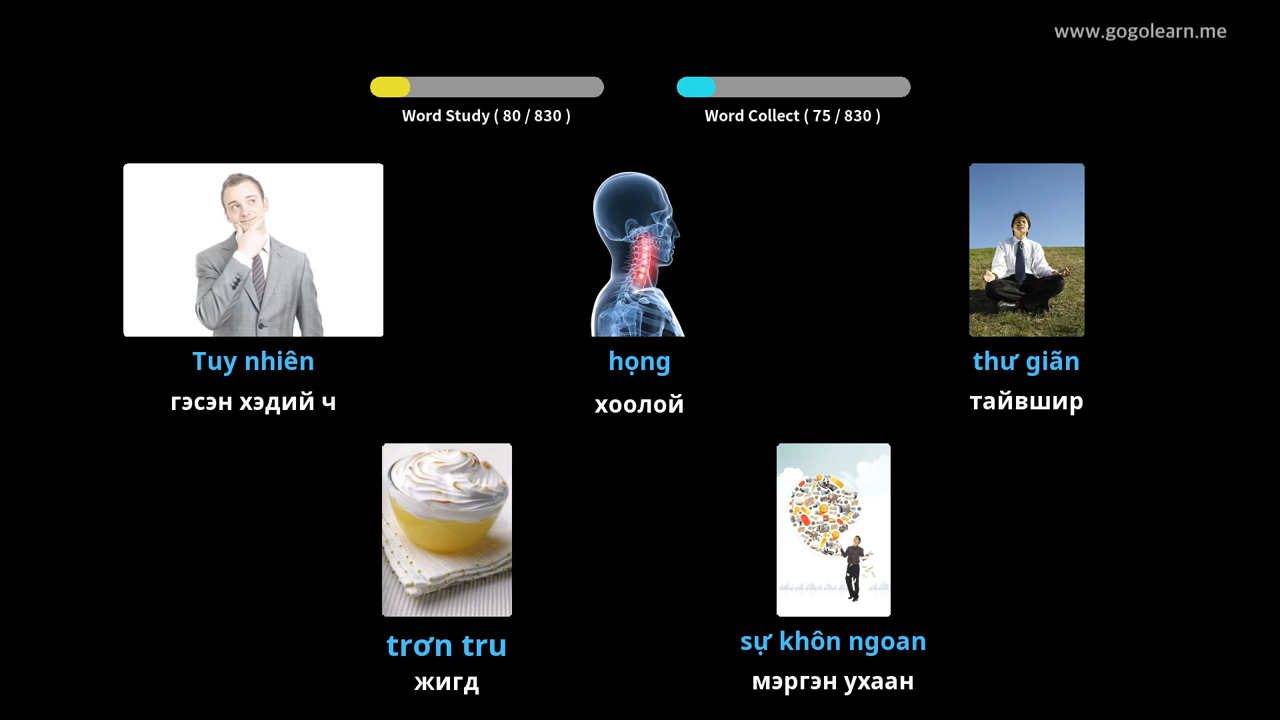 www.gogolearn.me
Word Study ( 80 / 830 )
Word Collect ( 75 / 830 )
Tuy nhiên
họng
thư giãn
гэсэн хэдий ч
хоолой
тайвшир
trơn tru
sự khôn ngoan
жигд
мэргэн ухаан